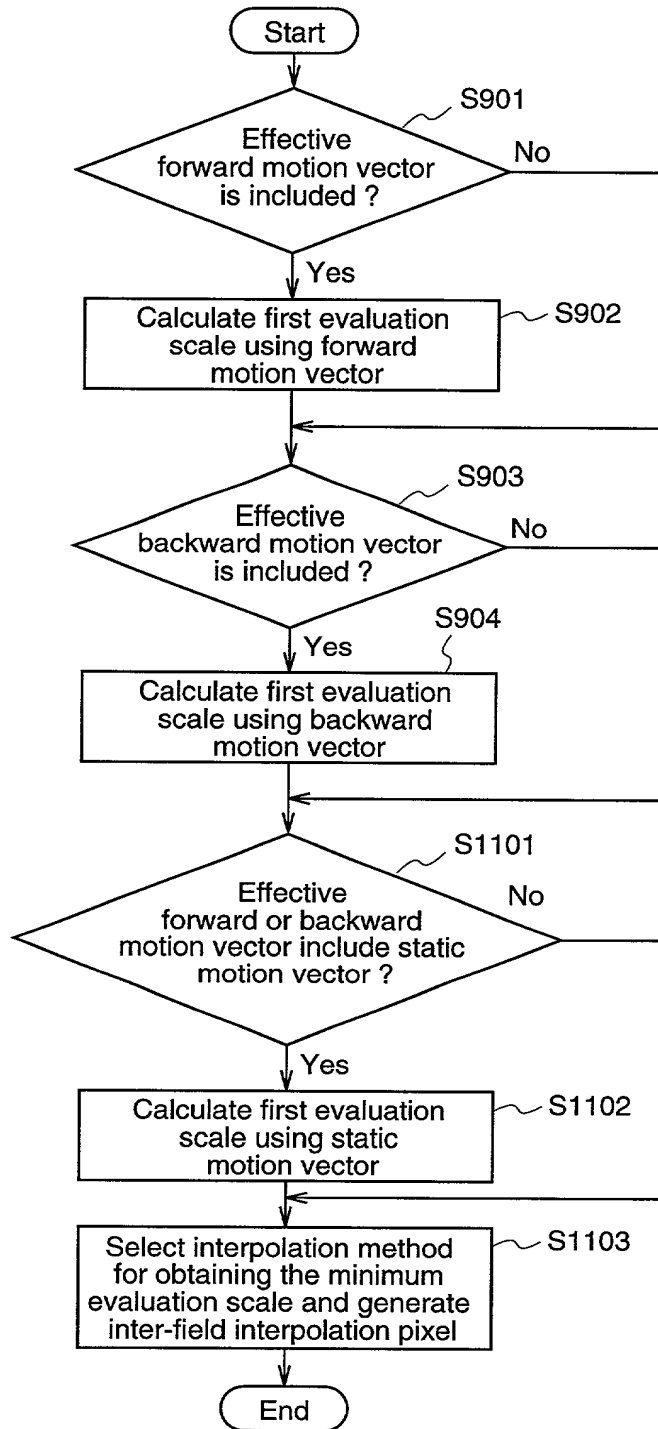 Start
S901
Effective
forward motion vector
is included ?
No
Yes
Calculate first evaluation
scale using forward
motion vector
S902
S903
Effective
backward motion vector
is included ?
No
Yes
S904
Calculate first evaluation
scale using backward
motion vector
S1101
Effective
forward or backward
motion vector include static
motion vector ?
No
Yes
Calculate first evaluation
scale using static
motion vector
S1102
Select interpolation method
for obtaining the minimum
evaluation scale and generate
inter-field interpolation pixel
S1103
End